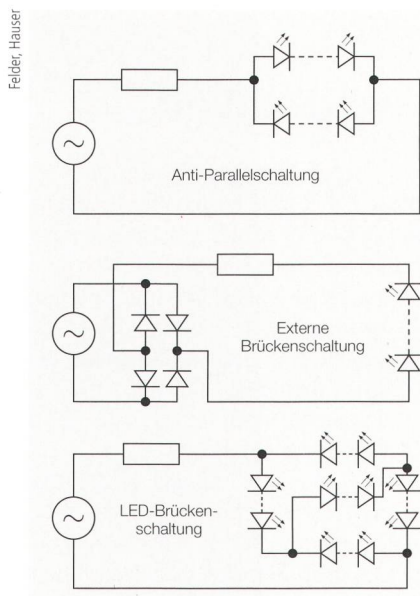 Felder, Hauser
Anti-Parallelschaltung
Externe
Brückenschaltung
LED-Brücken-
schaltung